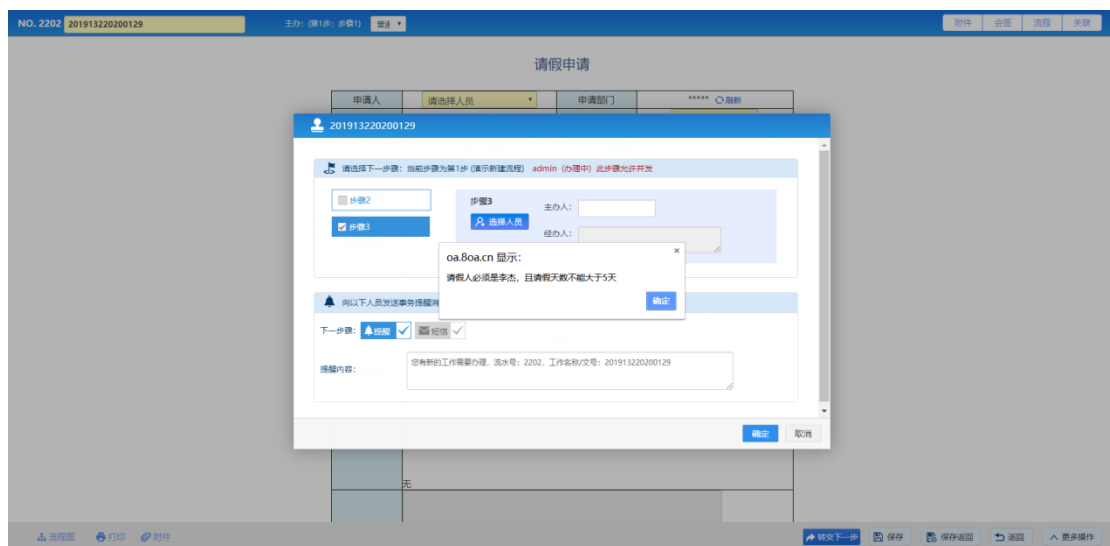 NO. 2202 201913220200129 主办: (第1步: 步骤1) 普通 附件 会签 流程 关联
请假申请
申请人 请选择人员 申请部门 ***** 刷新
201913220200129
请选择下一步骤: 当前步骤为第1步 (演示新建流程) admin (办理中) 此步骤允许并发
步骤2
步骤3
步骤3
主办人:
选择人员
经办人:
oa.8oa.cn 显示:
请假人必须是李杰, 且请假天数不能大于5天
确定
向以下人员发送事务提醒消
下一步骤: 提醒 短信
提醒内容:
您有新的工作需要办理, 流水号: 2202, 工作名称/文号: 201913220200129
确定 取消
无
流程图 打印 附件 转交下一步 保存 保存返回 返回 更多操作